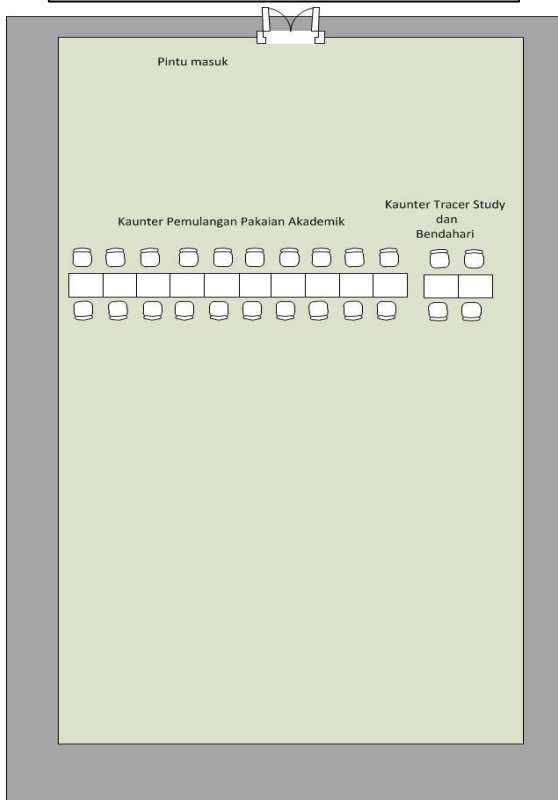 Pintu masuk
Kaunter Tracer Study
dan
Bendahari
Kaunter Pemulangan Pakaian Akademik